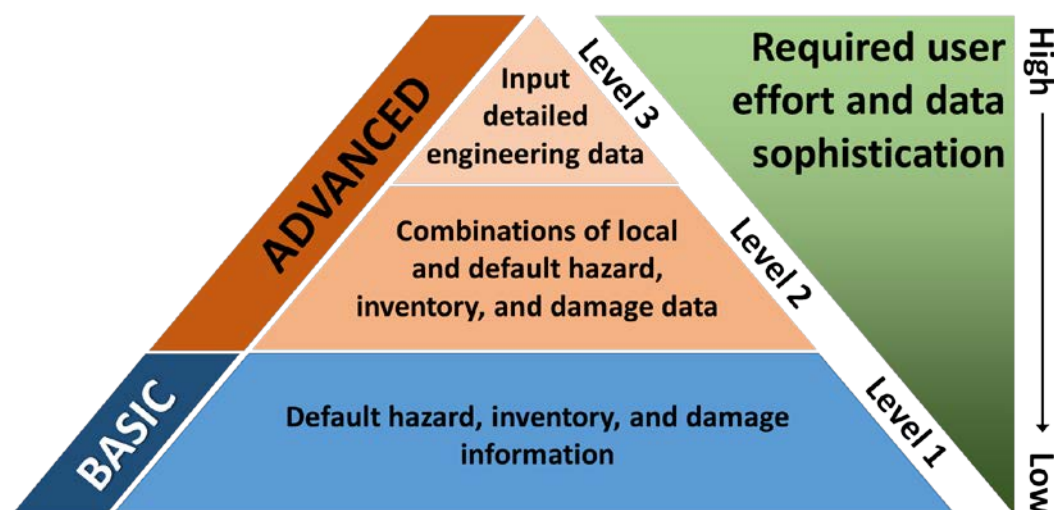 ADVANCED
BASIC
Input
detailed
engineering data
Combinations of local
and default hazard,
inventory, and damage data
Default hazard, inventory, and damage
information
Level 3
Level 2
Level 1
Required user
effort and data
sophistication
High
Low